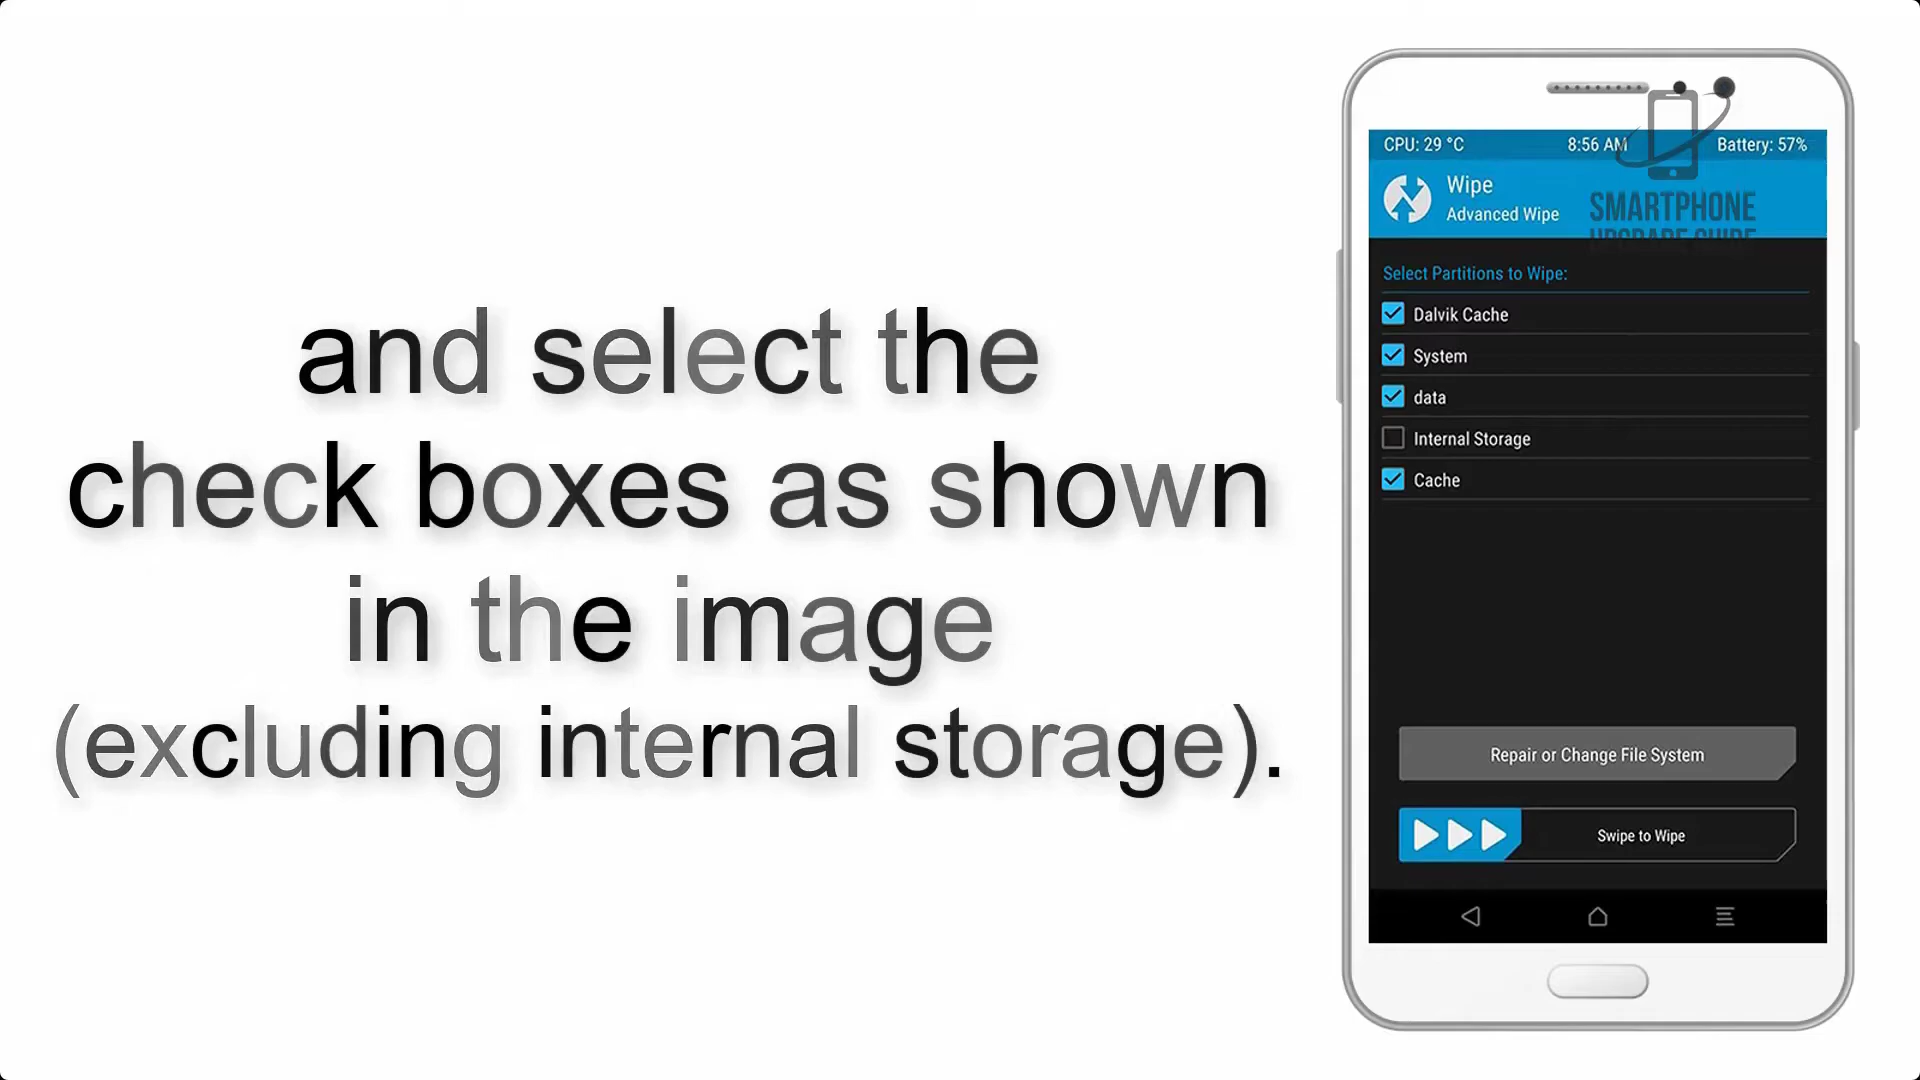 and select the
check boxes as shown
in the image
(excluding internal storage).
CPU: 29 °C 8:56 AM Battery: 57%
Wipe
Advanced Wipe
SMARTPHONE
UPGRADE GUIDE
Select Partitions to Wipe:
Dalvik Cache
System
data
Internal Storage
Cache
Repair or Change File System
Swipe to Wipe